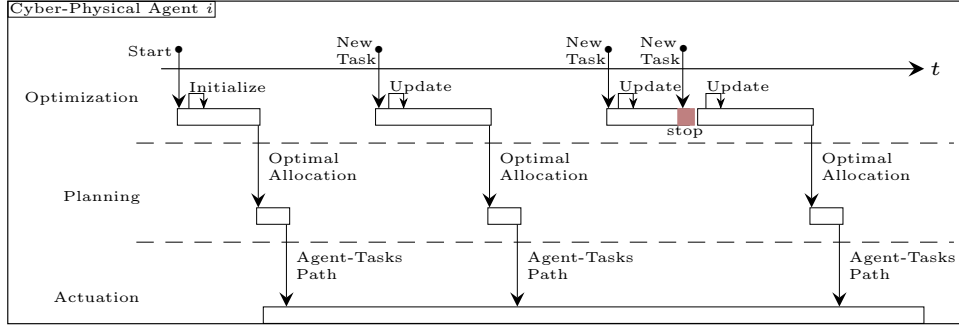 Cyber-Physical Agent i
Start
New
Task
New
Task
New
Task
t
Initialize
Update
Update
Update
Optimization
stop
Optimal
Allocation
Optimal
Allocation
Optimal
Allocation
Planning
Agent-Tasks
Path
Agent-Tasks
Path
Agent-Tasks
Path
Actuation